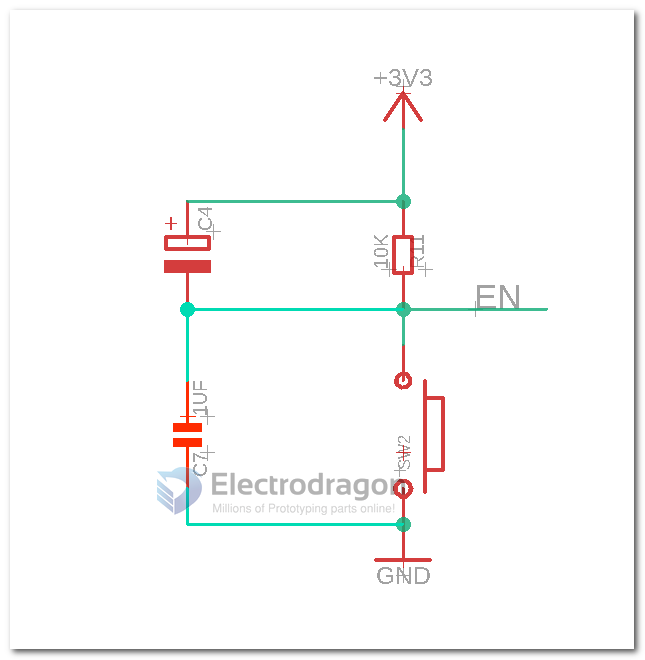 +3V3
+
C4
10K
R11
EN
1UF
C7
SW2
Electrodragon
Millions of Prototyping parts online!
GND